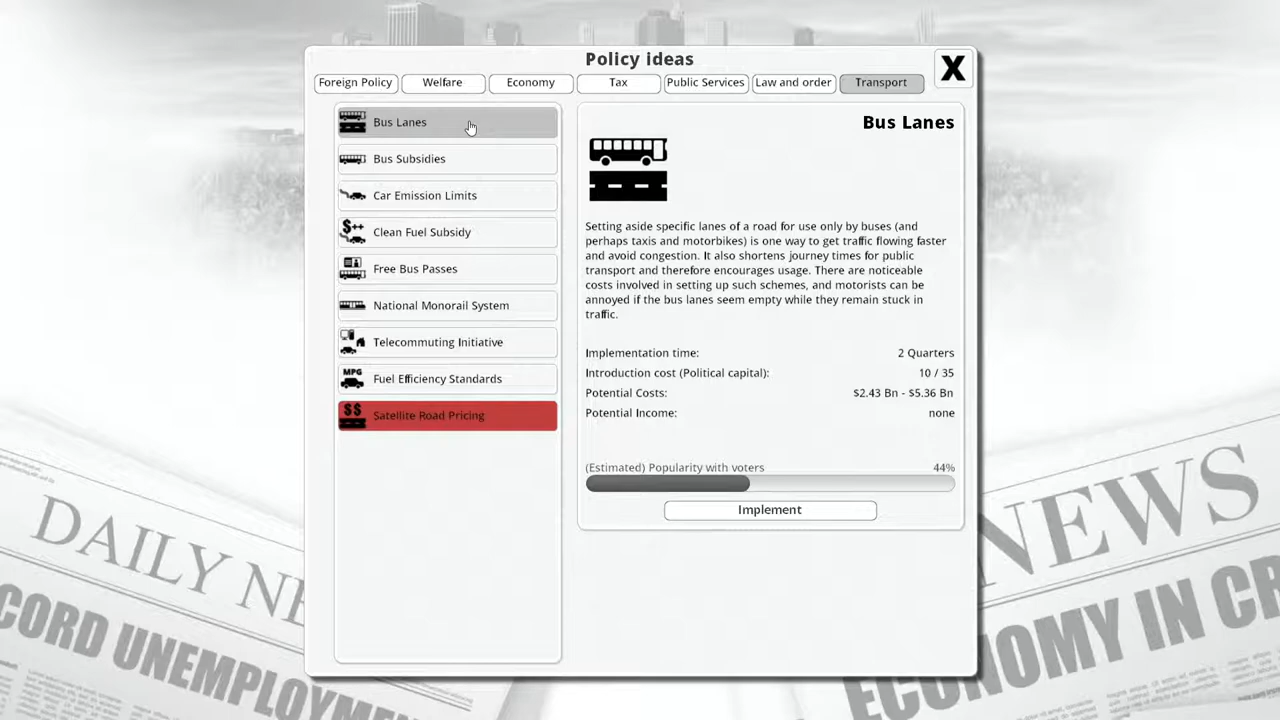 Policy ideas
X
Foreign Policy
Welfare
Economy
Tax
Public Services
Law and order
Transport
Bus Lanes
Bus Subsidies
Car Emission Limits
$++
Clean Fuel Subsidy
Free Bus Passes
National Monorail System
Telecommuting Initiative
MPG
Fuel Efficiency Standards
$$
Satellite Road Pricing
Bus Lanes
Setting aside specific lanes of a road for use only by buses (and
perhaps taxis and motorbikes) is one way to get traffic flowing faster
and avoid congestion. It also shortens journey times for public
transport and therefore encourages usage. There are noticeable
costs involved in setting up such schemes, and motorists can be
annoyed if the bus lanes seem empty while they remain stuck in
traffic.
Implementation time: 2 Quarters
Introduction cost (Political capital): 10 / 35
Potential Costs: $2.43 Bn - $5.36 Bn
Potential Income: none
(Estimated) Popularity with voters 44%
Implement
DAILY NE
CORD UNEMPLOYM
NEWS
ECONOMY IN CR